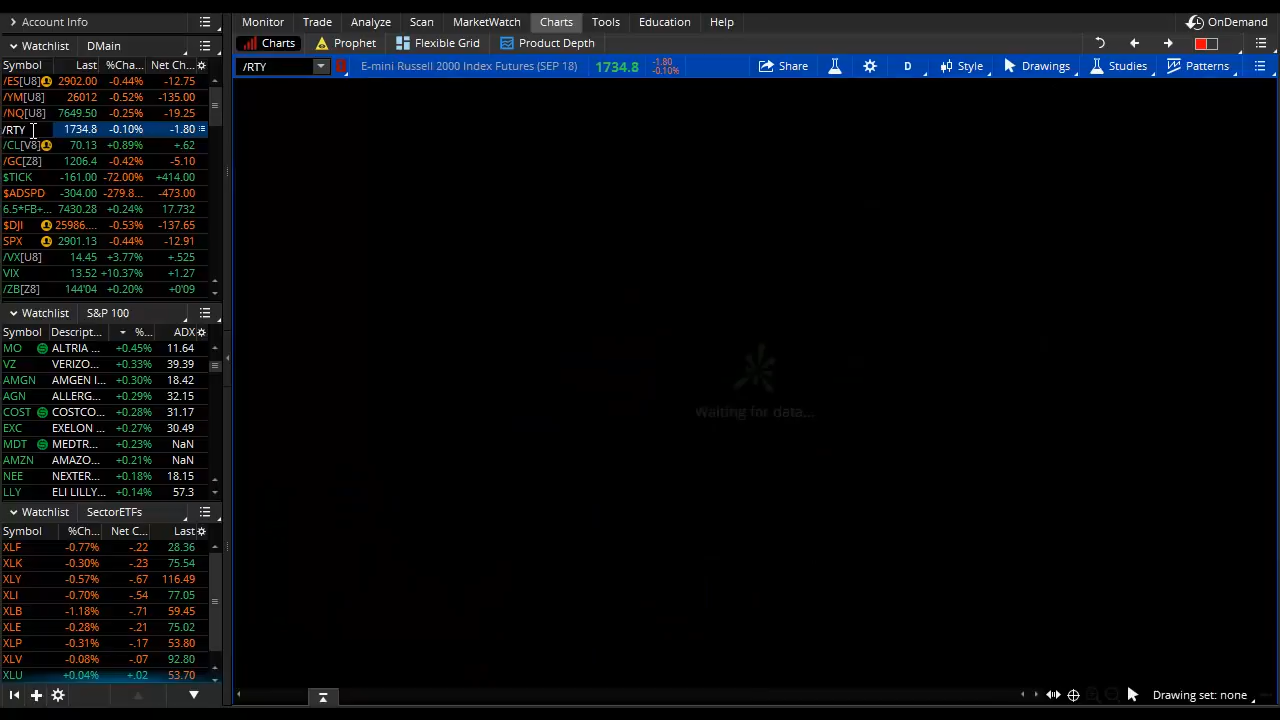 Account Info
Monitor Trade Analyze Scan MarketWatch Charts Tools Education Help OnDemand
Watchlist DMain
Charts Prophet Flexible Grid Product Depth
Symbol Last %Cha... Net Ch...
/RTY E-mini Russell 2000 Index Futures (SEP 18) 1734.8 -1.80 -0.10% Share D Style Drawings Studies Patterns
/ES[U8] 2902.00 -0.44% -12.75
/YM[U8] 26012 -0.52% -135.00
/NQ[U8] 7649.50 -0.25% -19.25
/RTY 1734.8 -0.10% -1.80
/CL[V8] 70.13 +0.89% +.62
/GC[Z8] 1206.4 -0.42% -5.10
$TICK -161.00 -72.00% +414.00
$ADSPD -304.00 -279.8... -473.00
6.5*FB+... 7430.28 +0.24% 17.732
$DJI 25986.... -0.53% -137.65
SPX 2901.13 -0.44% -12.91
/VX[U8] 14.45 +3.77% +.525
VIX 13.52 +10.37% +1.27
/ZB[Z8] 144'04 +0.20% +0'09
Watchlist S&P 100
Symbol Descript... %... ADX
MO ALTRIA ... +0.45% 11.64
VZ VERIZO... +0.33% 39.39
AMGN AMGEN I... +0.30% 18.42
AGN ALLERG... +0.29% 32.15
COST COSTCO... +0.28% 31.17
EXC EXELON ... +0.27% 30.49
MDT MEDTR... +0.23% NaN
AMZN AMAZO... +0.21% NaN
NEE NEXTER... +0.18% 18.15
LLY ELI LILLY... +0.14% 57.3
Waiting for data...
Watchlist SectorETFs
Symbol %Ch... Net C... Last
XLF -0.77% -.22 28.36
XLK -0.30% -.23 75.54
XLY -0.57% -.67 116.49
XLI -0.70% -.54 77.05
XLB -1.18% -.71 59.45
XLE -0.28% -.21 75.02
XLP -0.31% -.17 53.80
XLV -0.08% -.07 92.80
XLU +0.04% +.02 53.70
Drawing set: none